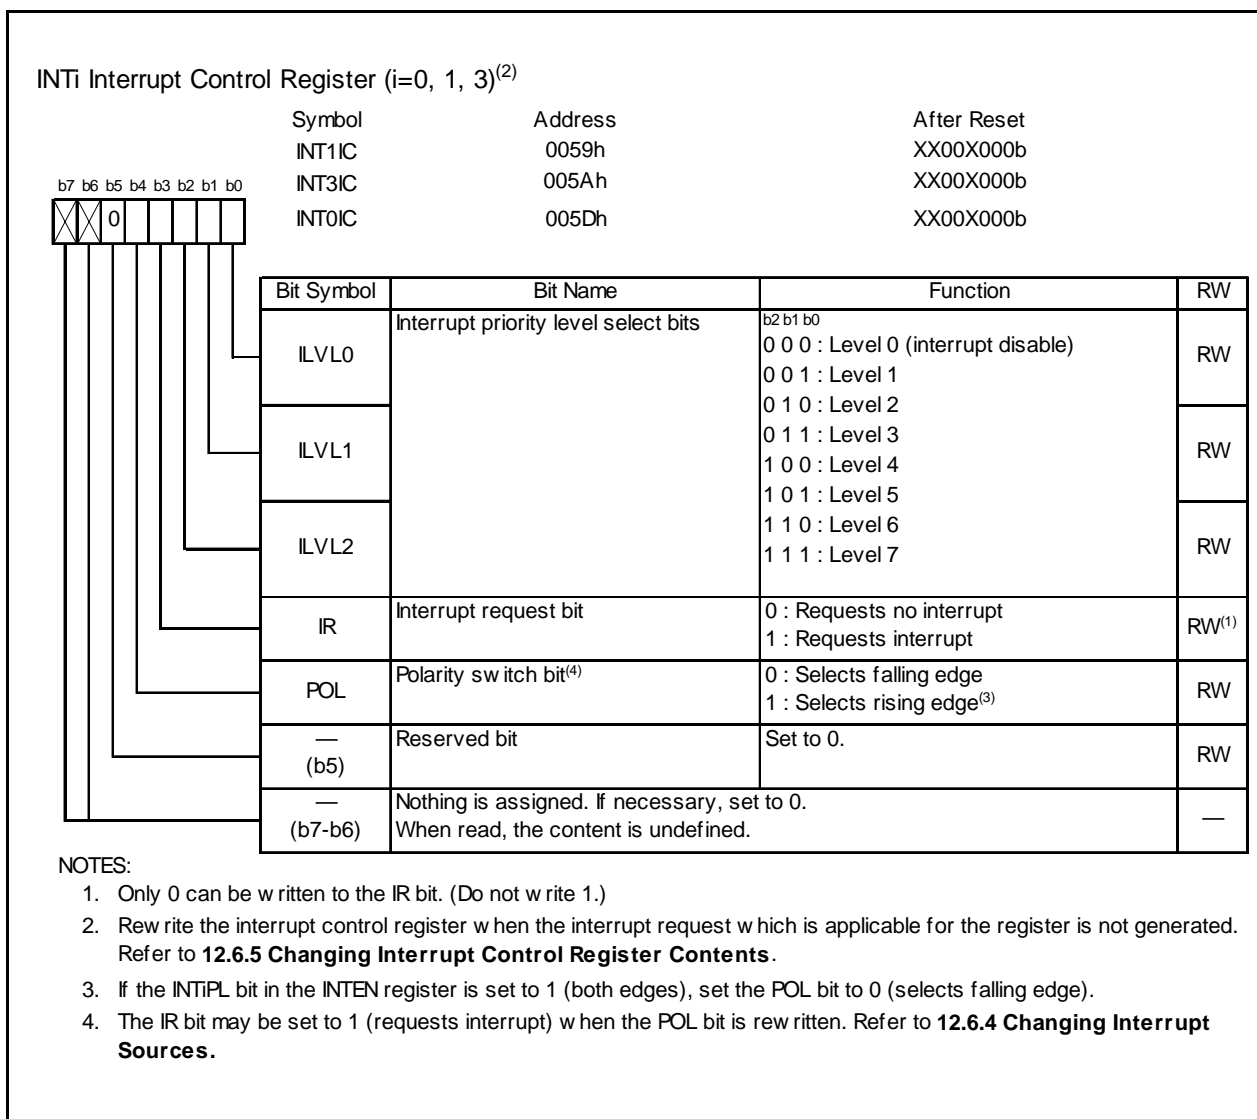 INTi Interrupt Control Register (i=0, 1, 3)(2)
Symbol Address After Reset
INT1IC 0059h XX00X000b
INT3IC 005Ah XX00X000b
INT0IC 005Dh XX00X000b
b7 b6 b5 b4 b3 b2 b1 b0
0
Bit Symbol Bit Name Function RW
ILVL0 Interrupt priority level select bits b2 b1 b0
0 0 0 : Level 0 (interrupt disable) RW
0 0 1 : Level 1
0 1 0 : Level 2
ILVL1 0 1 1 : Level 3 RW
1 0 0 : Level 4
1 0 1 : Level 5
ILVL2 1 1 0 : Level 6 RW
1 1 1 : Level 7
IR Interrupt request bit 0 : Requests no interrupt RW(1)
1 : Requests interrupt
POL Polarity switch bit(4) 0 : Selects falling edge RW
1 : Selects rising edge(3)
— Reserved bit Set to 0. RW
(b5)
— Nothing is assigned. If necessary, set to 0. —
(b7-b6) When read, the content is undefined.
NOTES:
1. Only 0 can be written to the IR bit. (Do not write 1.)
2. Rewrite the interrupt control register when the interrupt request which is applicable for the register is not generated.
Refer to 12.6.5 Changing Interrupt Control Register Contents.
3. If the INTiPL bit in the INTEN register is set to 1 (both edges), set the POL bit to 0 (selects falling edge).
4. The IR bit may be set to 1 (requests interrupt) when the POL bit is rewritten. Refer to 12.6.4 Changing Interrupt
Sources.